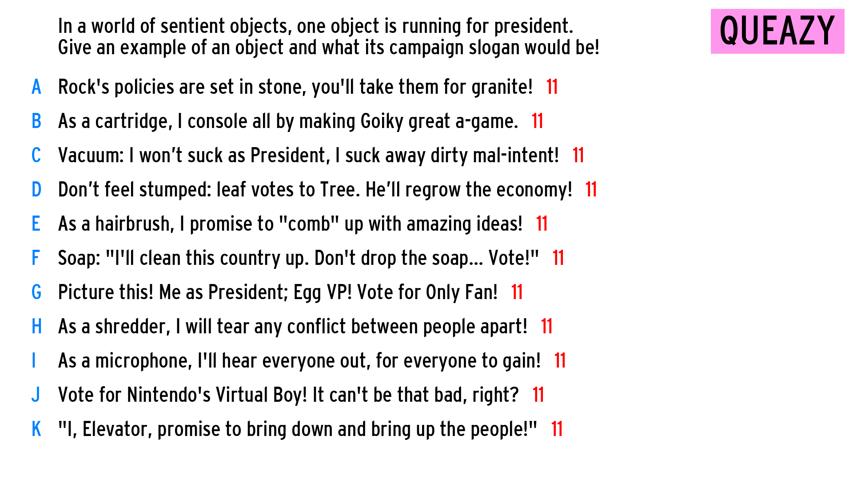 In a world of sentient objects, one object is running for president.
Give an example of an object and what its campaign slogan would be!
QUEAZY
A Rock's policies are set in stone, you'll take them for granite! 11
B As a cartridge, I console all by making Goiky great a-game. 11
C Vacuum: I won't suck as President, I suck away dirty mal-intent! 11
D Don't feel stumped: leaf votes to Tree. He'll regrow the economy! 11
E As a hairbrush, I promise to "comb" up with amazing ideas! 11
F Soap: "I'll clean this country up. Don't drop the soap... Vote!" 11
G Picture this! Me as President; Egg VP! Vote for Only Fan! 11
H As a shredder, I will tear any conflict between people apart! 11
I As a microphone, I'll hear everyone out, for everyone to gain! 11
J Vote for Nintendo's Virtual Boy! It can't be that bad, right? 11
K "I, Elevator, promise to bring down and bring up the people!" 11